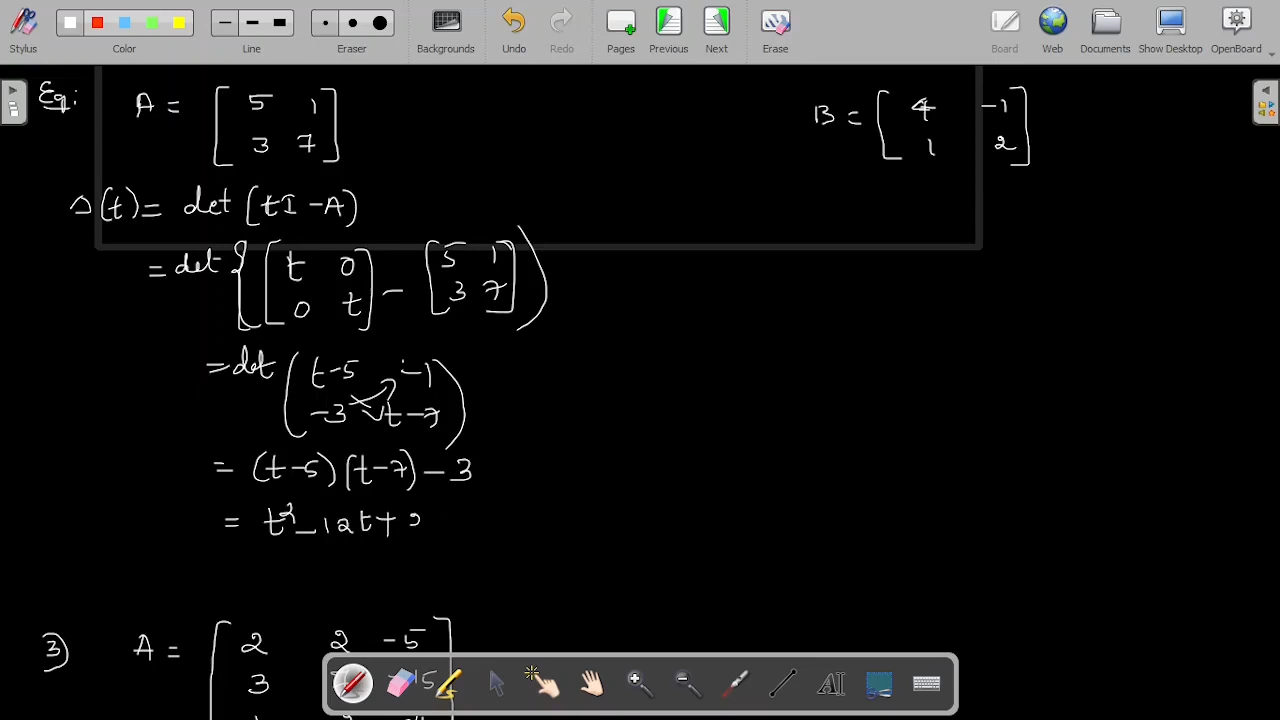 Stylus Color Line Eraser Backgrounds Undo Redo Pages Previous Next Erase Board Web Documents Show Desktop OpenBoard
Eg: A = [ 5 1 B = [ 4 -1
3 7 ] 1 2 ]
Δ(t) = det [tI - A)
= det { [ t 0 0 t ] - [ 5 1 3 7 ] )
= det ( t-5 -1
-3 t-7 )
= (t-5)(t-7) - 3
= t² - 12t +
3) A = [ 2 2 -5
3